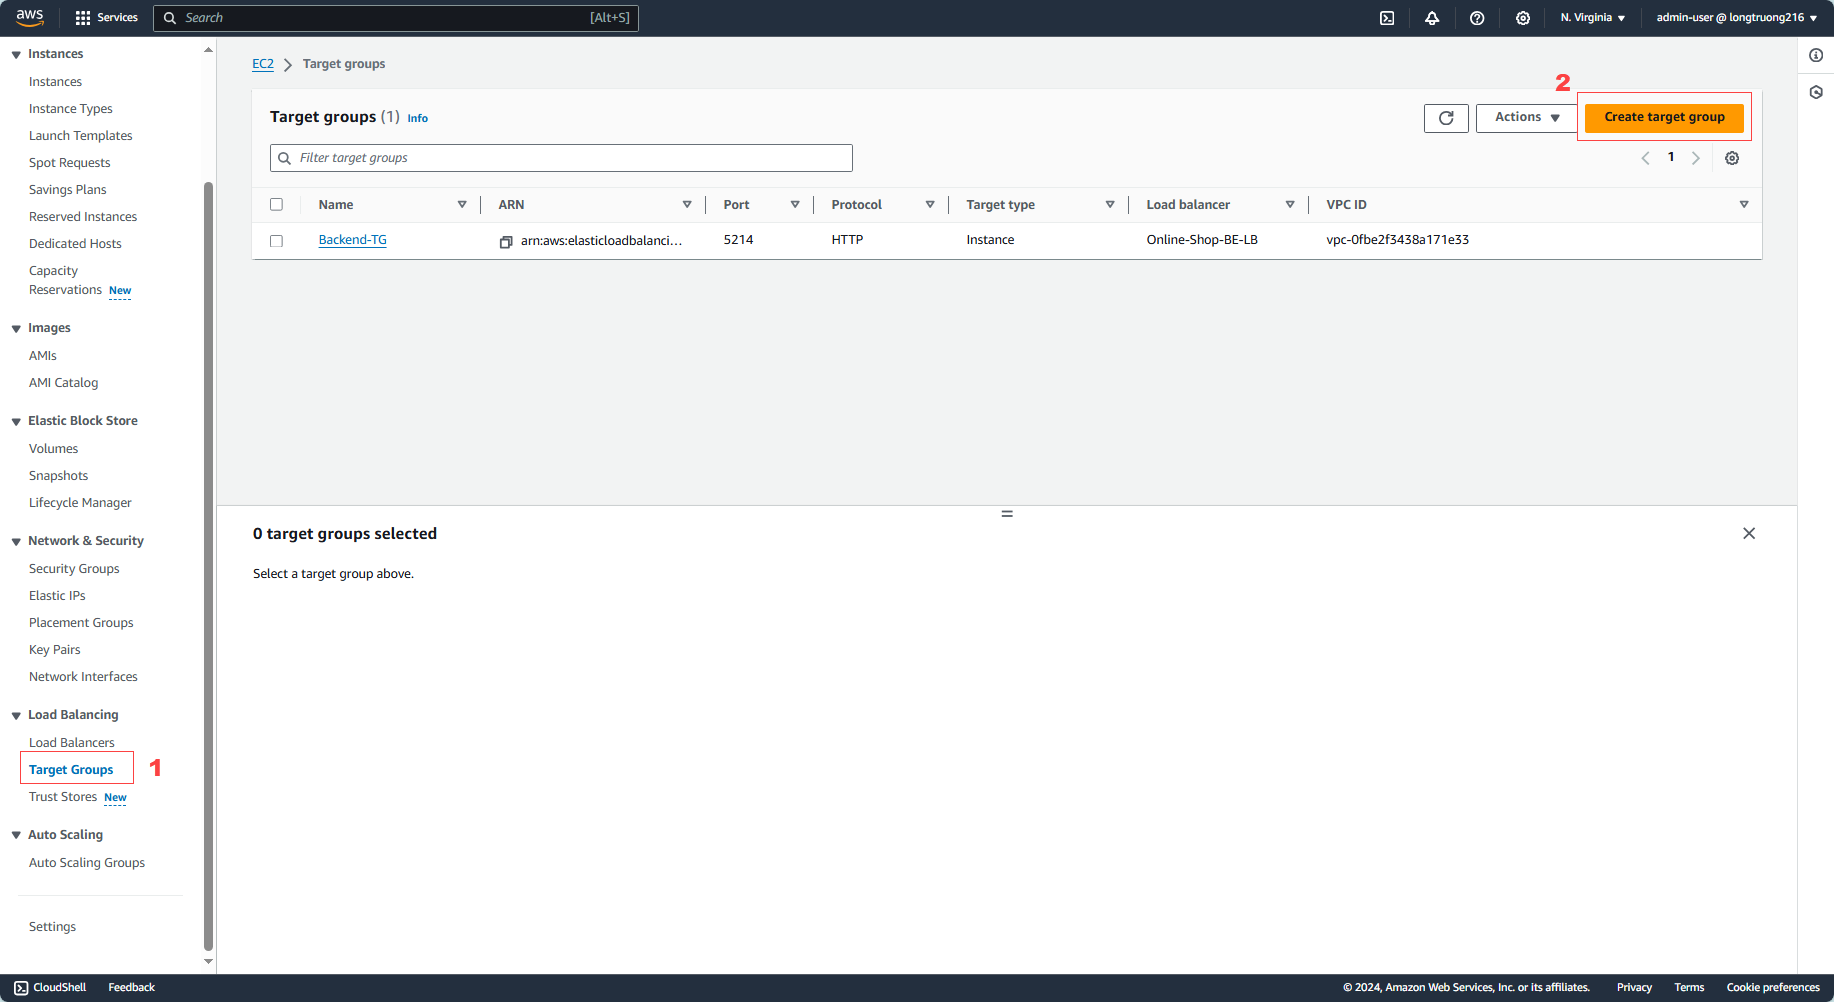 aws
Services
Search
[Alt+S]
N. Virginia
admin-user @ longtruong216
Instances
Instances
Instance Types
Launch Templates
Spot Requests
Savings Plans
Reserved Instances
Dedicated Hosts
Capacity
Reservations New
Images
AMIs
AMI Catalog
Elastic Block Store
Volumes
Snapshots
Lifecycle Manager
Network & Security
Security Groups
Elastic IPs
Placement Groups
Key Pairs
Network Interfaces
Load Balancing
Load Balancers
Target Groups
1
Trust Stores New
Auto Scaling
Auto Scaling Groups
Settings
EC2 Target groups
2
Target groups (1) Info
Actions
Create target group
Filter target groups
1
Name ARN Port Protocol Target type Load balancer VPC ID
Backend-TG arn:aws:elasticloadbalanci... 5214 HTTP Instance Online-Shop-BE-LB vpc-0fbe2f3438a171e33
0 target groups selected
Select a target group above.
CloudShell Feedback
© 2024, Amazon Web Services, Inc. or its affiliates. Privacy Terms Cookie preferences